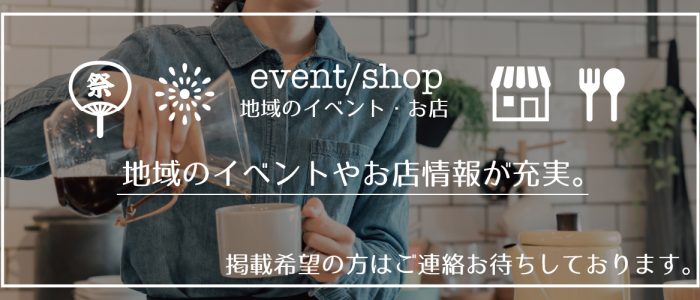 祭
event/shop
地域のイベント・お店
地域のイベントやお店情報が充実。
掲載希望の方はご連絡お待ちしております。